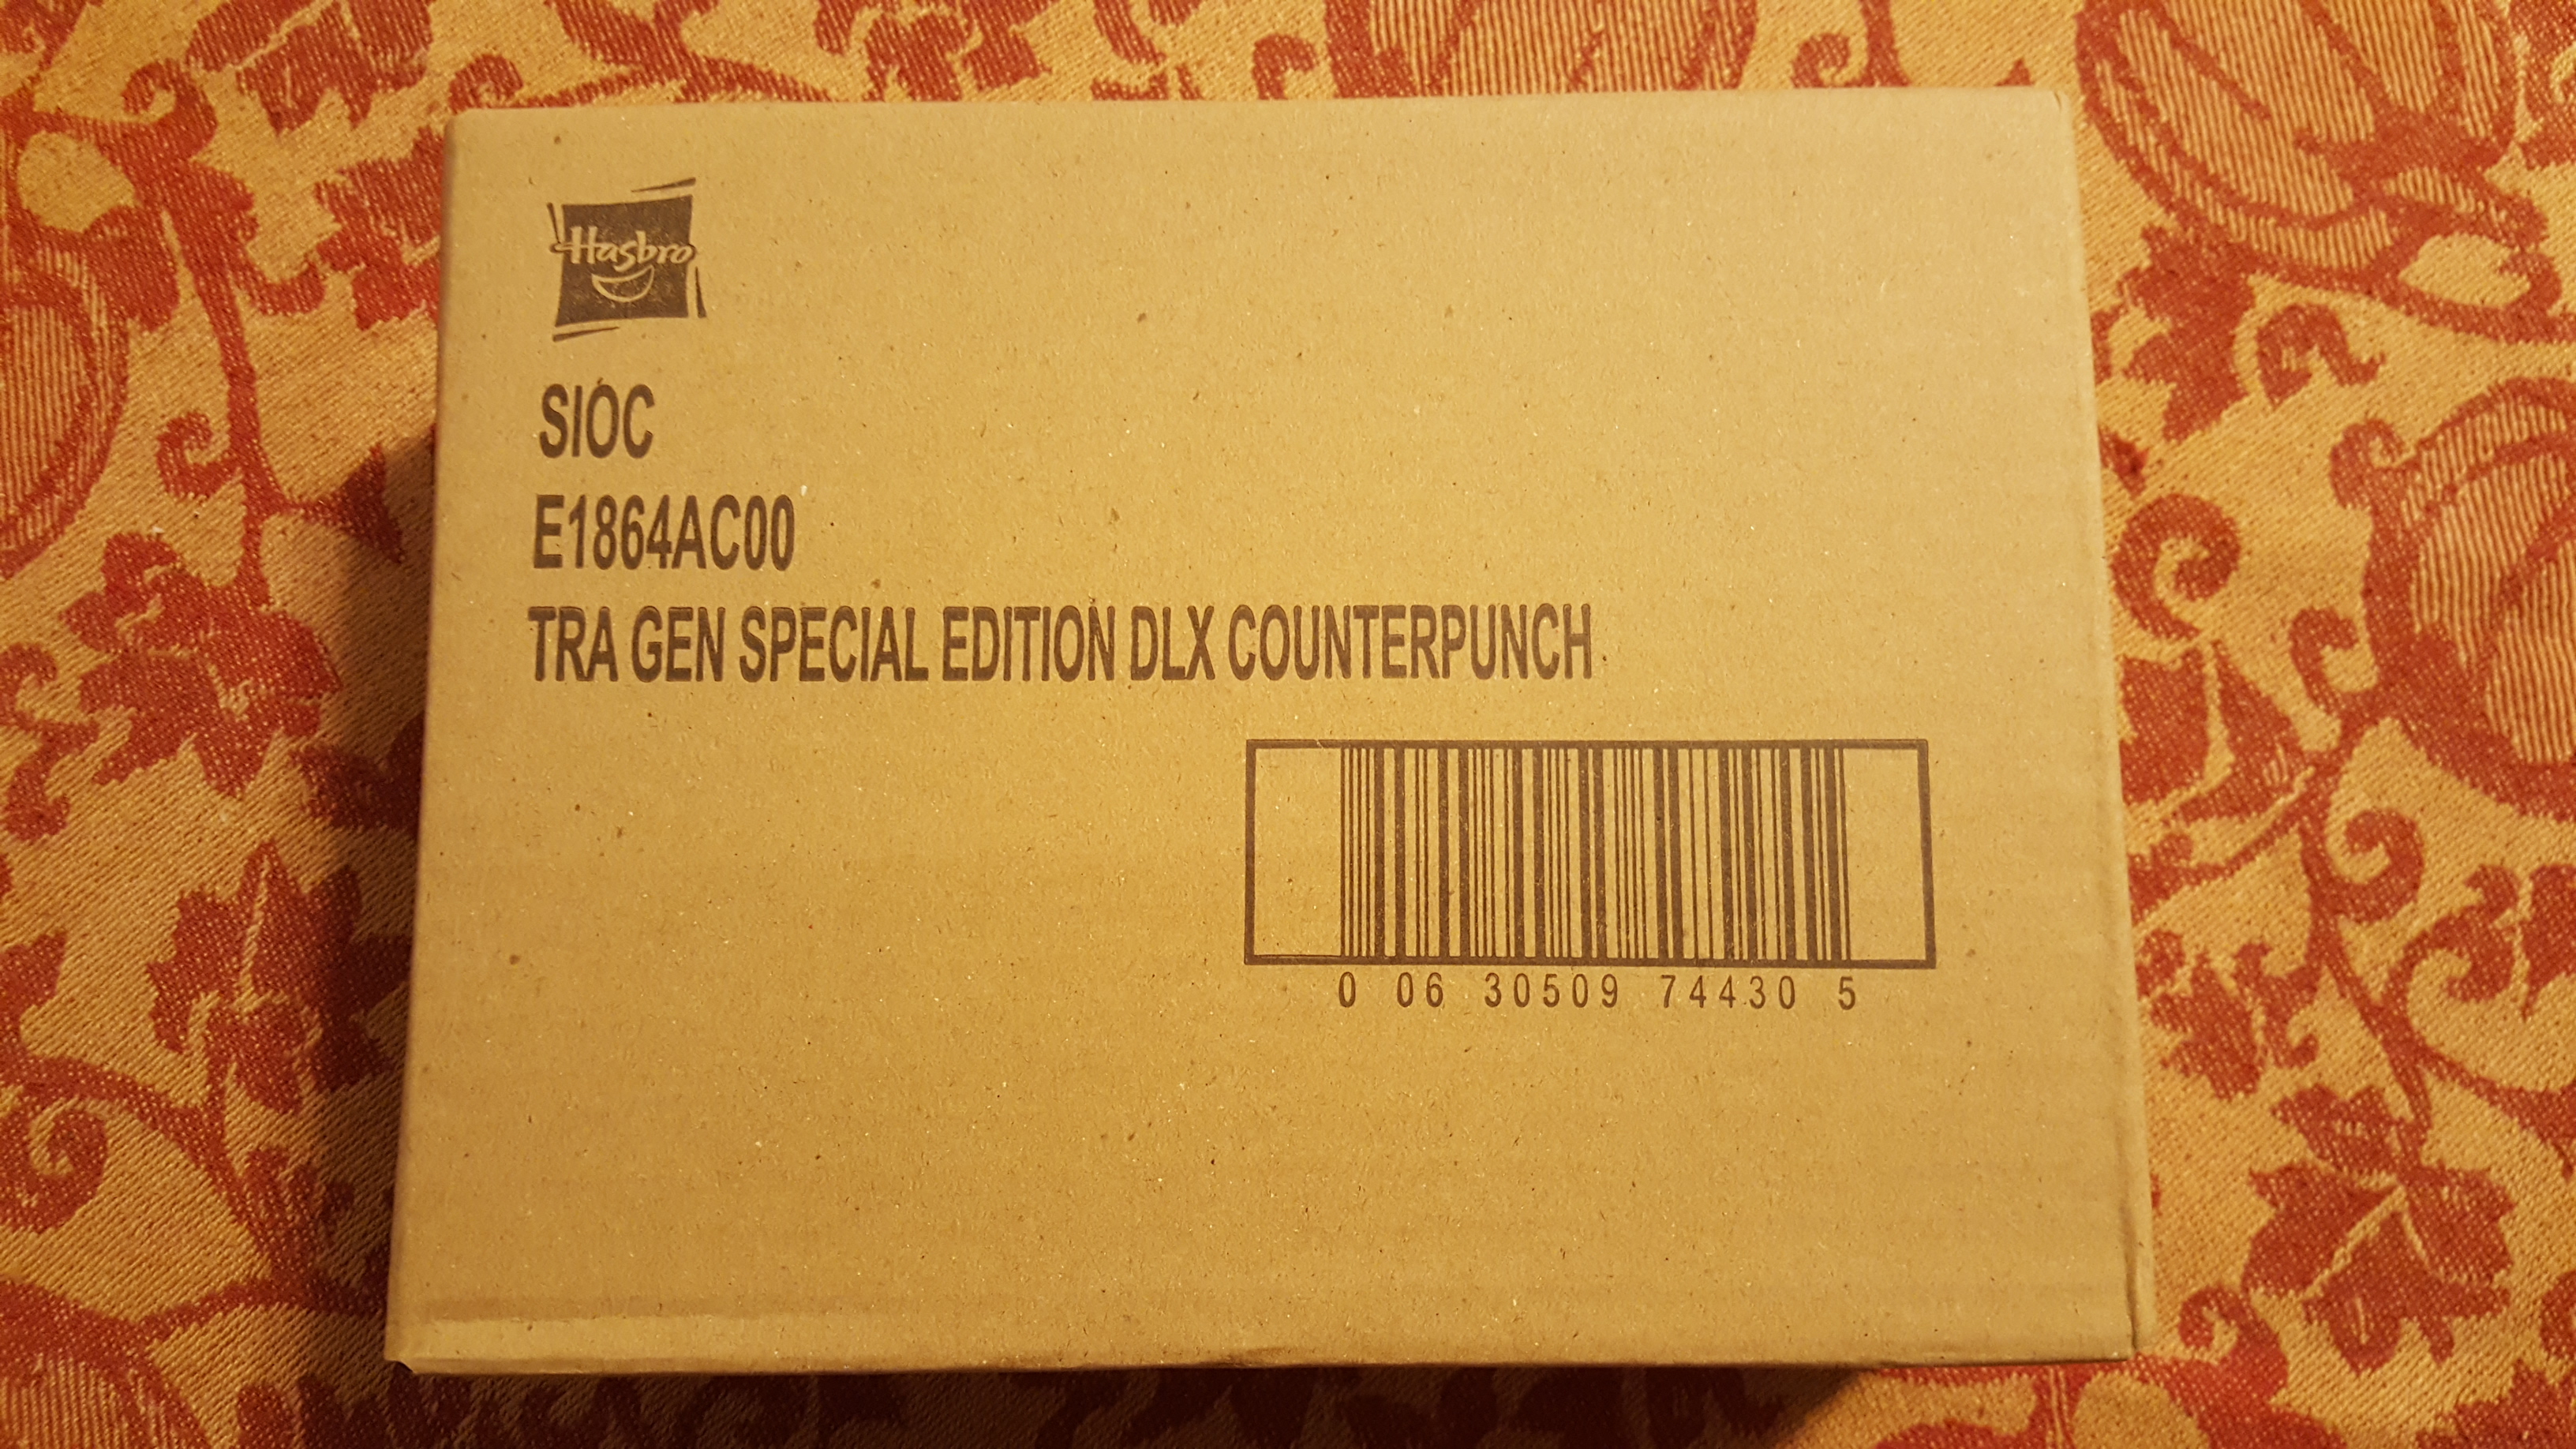 Hasbro
SIOC
E1864AC00
TRA GEN SPECIAL EDITION DLX COUNTERPUNCH
0 06 30509 74430 5